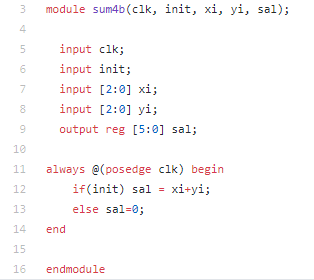 3 module sum4b(clk, init, xi, yi, sal);
4
5 input clk;
6 input init;
7 input [2:0] xi;
8 input [2:0] yi;
9 output reg [5:0] sal;
10
11 always @(posedge clk) begin
12 if(init) sal = xi+yi;
13 else sal=0;
14 end
15
16 endmodule